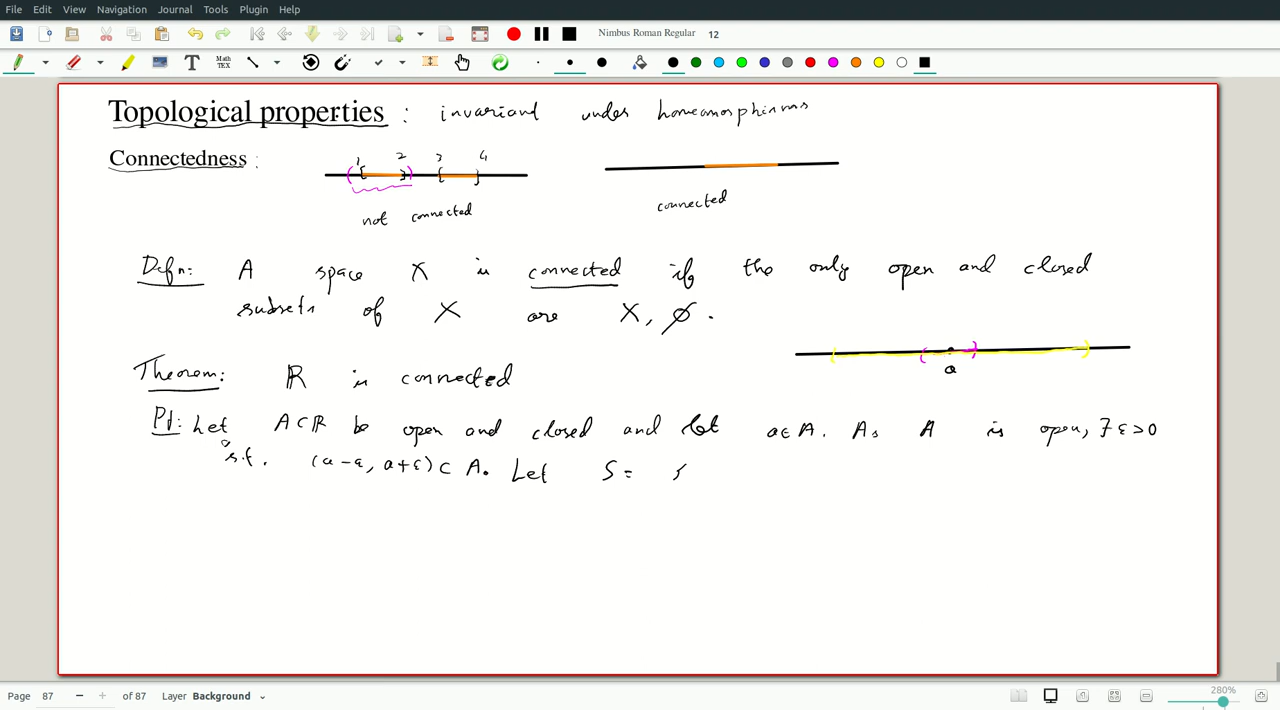 File Edit View Navigation Journal Tools Plugin Help
Nimbus Roman Regular 12
T Math TEX
Topological properties : invariant under homeomorphisms
Connectedness :
1 2 3 4
not connected
connected
Defn: A space X is connected if the only open and closed
subsets of X are X, ∅.
a
Theorem: ℝ is connected
Pf: Let A⊂ℝ be open and closed and let a∈A. As A is open, ∃ ε>0
s.t. (a-ε, a+ε)⊂ A. Let S = {
Page 87 − + of 87 Layer Background
280%